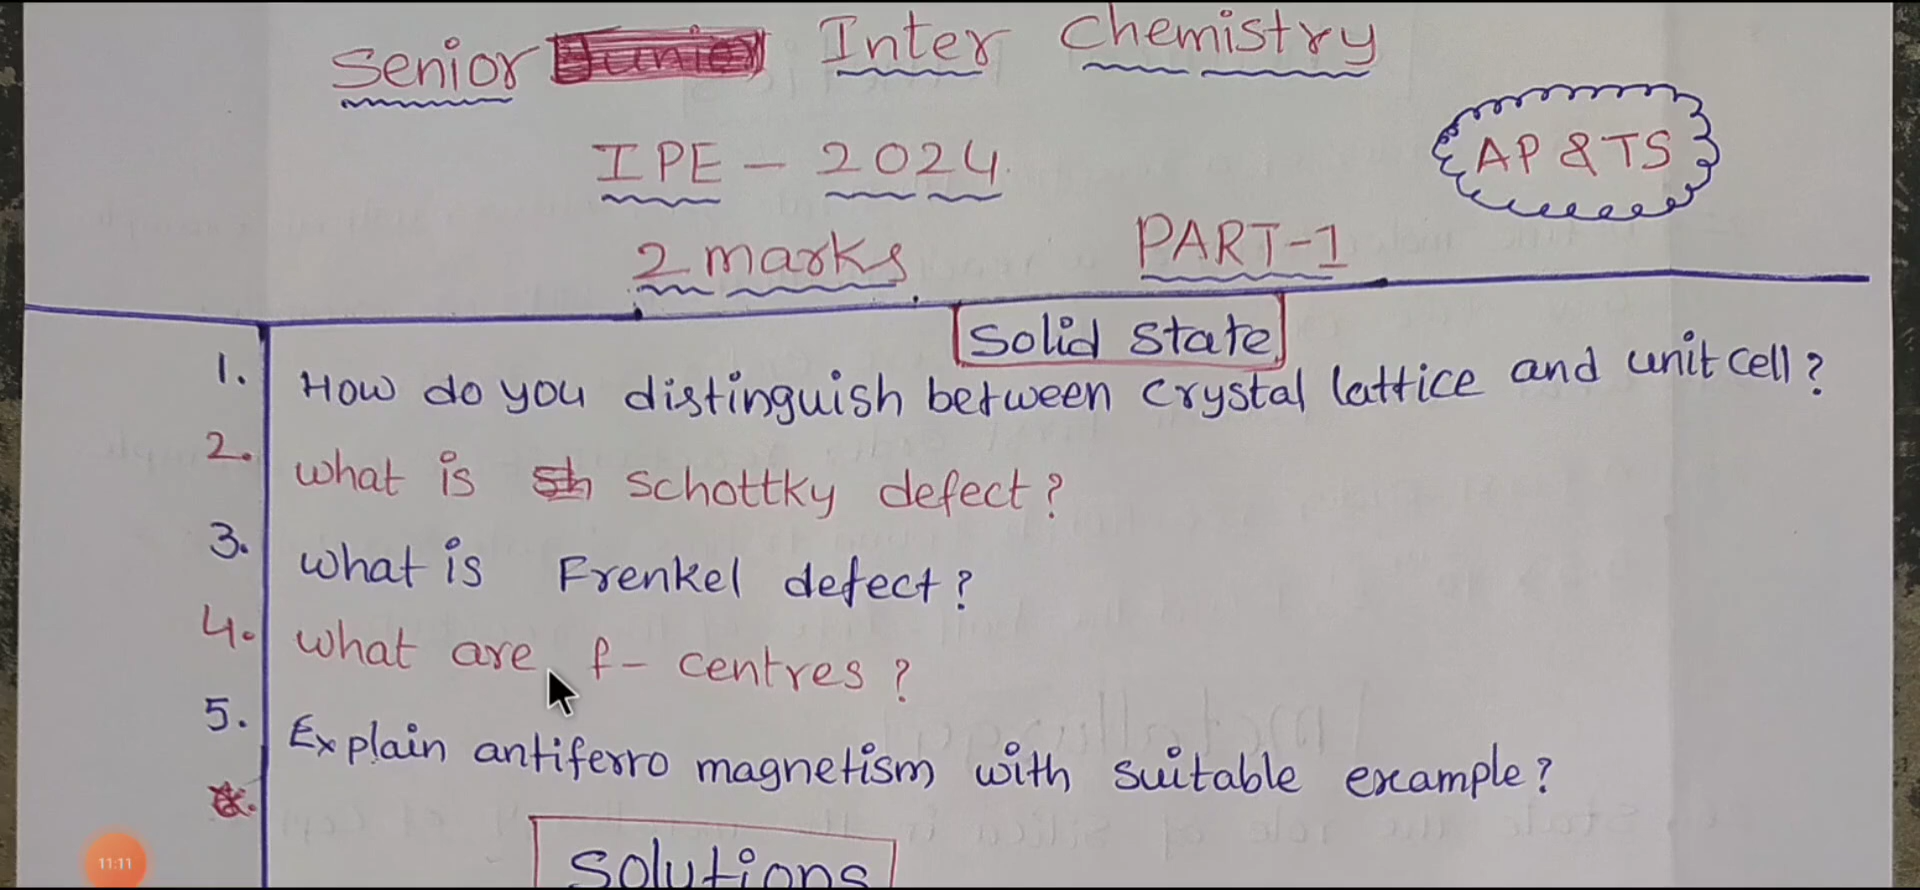 Senior Inter Chemistry
IPE - 2024
AP & TS
2 marks PART-1
Solid State
1. How do you distinguish between crystal lattice and unit cell?
2. what is Schottky defect?
3. what is Frenkel defect?
4. what are f- centres?
5. Explain antiferro magnetism with suitable example?
Solutions
11:11